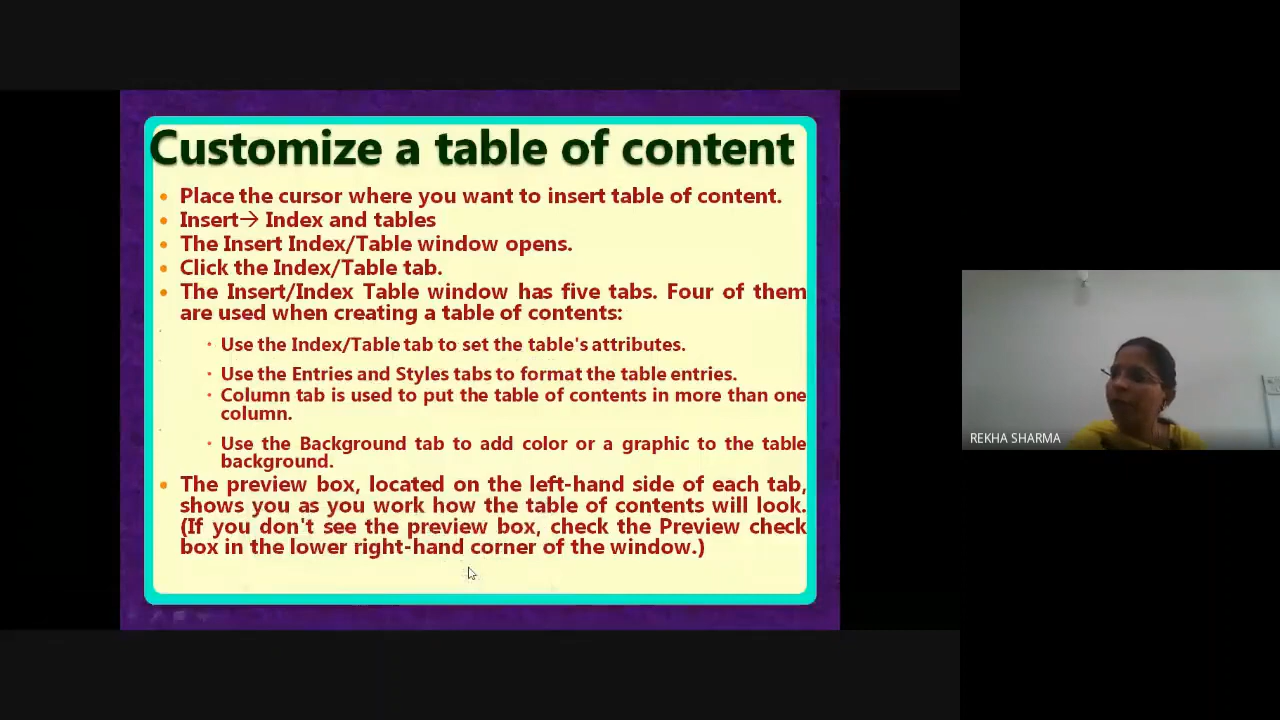 Customize a table of content
• Place the cursor where you want to insert table of content.
• Insert→ Index and tables
• The Insert Index/Table window opens.
• Click the Index/Table tab.
• The Insert/Index Table window has five tabs. Four of them
are used when creating a table of contents:
• Use the Index/Table tab to set the table's attributes.
• Use the Entries and Styles tabs to format the table entries.
• Column tab is used to put the table of contents in more than one
column.
• Use the Background tab to add color or a graphic to the table
background.
• The preview box, located on the left-hand side of each tab,
shows you as you work how the table of contents will look.
(If you don't see the preview box, check the Preview check
box in the lower right-hand corner of the window.)
REKHA SHARMA